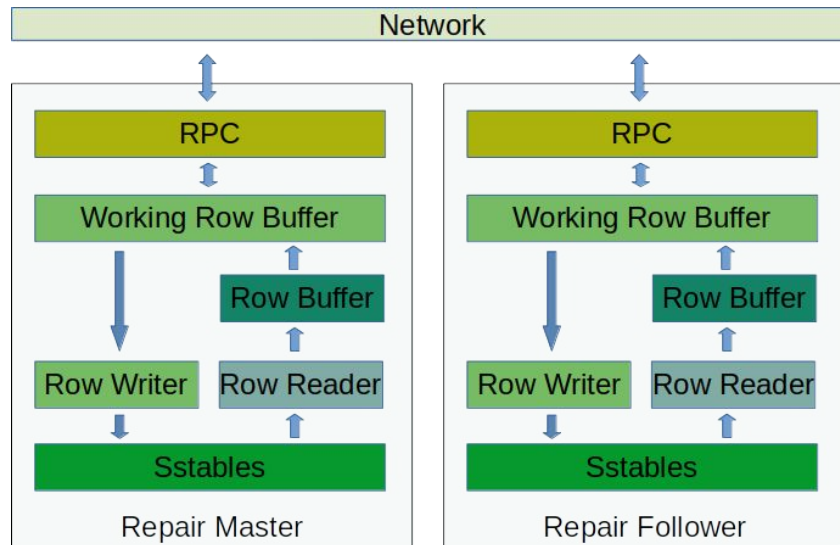 Network
RPC
Working Row Buffer
Row Buffer
Row Writer
Row Reader
Sstables
Repair Master
RPC
Working Row Buffer
Row Buffer
Row Writer
Row Reader
Sstables
Repair Follower